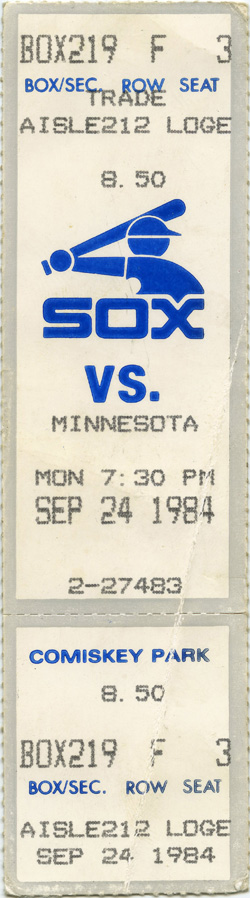 BOX219 F 3
BOX/SEC. ROW SEAT
TRADE
AISLE212 LOGE
8.50
SOX
VS.
MINNESOTA
MON 7:30 PM
SEP 24 1984
2-27483
COMISKEY PARK
8.50
BOX219 F 3
BOX/SEC. ROW SEAT
AISLE212 LOGE
SEP 24 1984